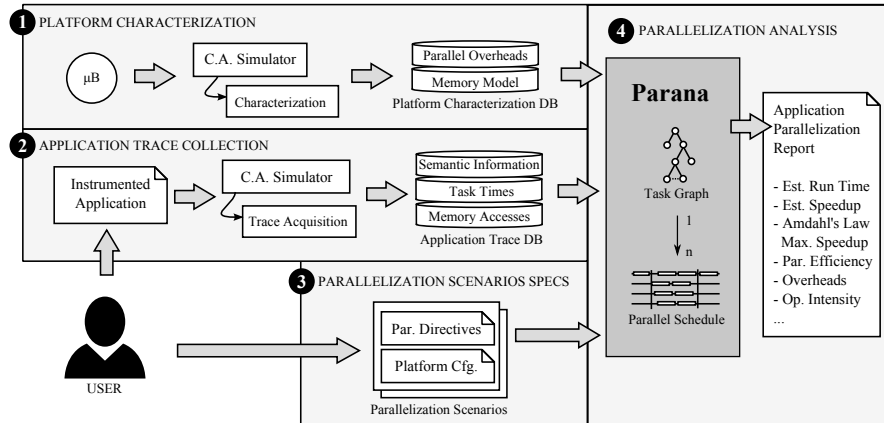 1 PLATFORM CHARACTERIZATION
μB
C.A. Simulator
Characterization
Parallel Overheads
Memory Model
Platform Characterization DB
2 APPLICATION TRACE COLLECTION
Instrumented
Application
C.A. Simulator
Trace Acquisition
Semantic Information
Task Times
Memory Accesses
Application Trace DB
USER
3 PARALLELIZATION SCENARIOS SPECS
Par. Directives
Platform Cfg.
Parallelization Scenarios
4 PARALLELIZATION ANALYSIS
Parana
Task Graph
1
n
Parallel Schedule
Application
Parallelization
Report
- Est. Run Time
- Est. Speedup
- Amdahl's Law
Max. Speedup
- Par. Efficiency
- Overheads
- Op. Intensity
...